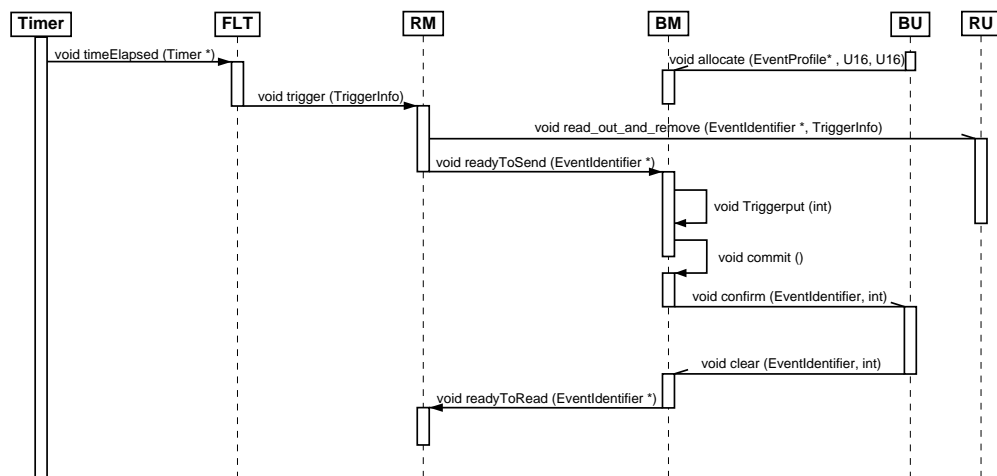 Timer
FLT
RM
BM
BU
RU
void timeElapsed (Timer *)
void allocate (EventProfile* , U16, U16)
void trigger (TriggerInfo)
void read_out_and_remove (EventIdentifier *, TriggerInfo)
void readyToSend (EventIdentifier *)
void Triggerput (int)
void commit ()
void confirm (EventIdentifier, int)
void clear (EventIdentifier, int)
void readyToRead (EventIdentifier *)